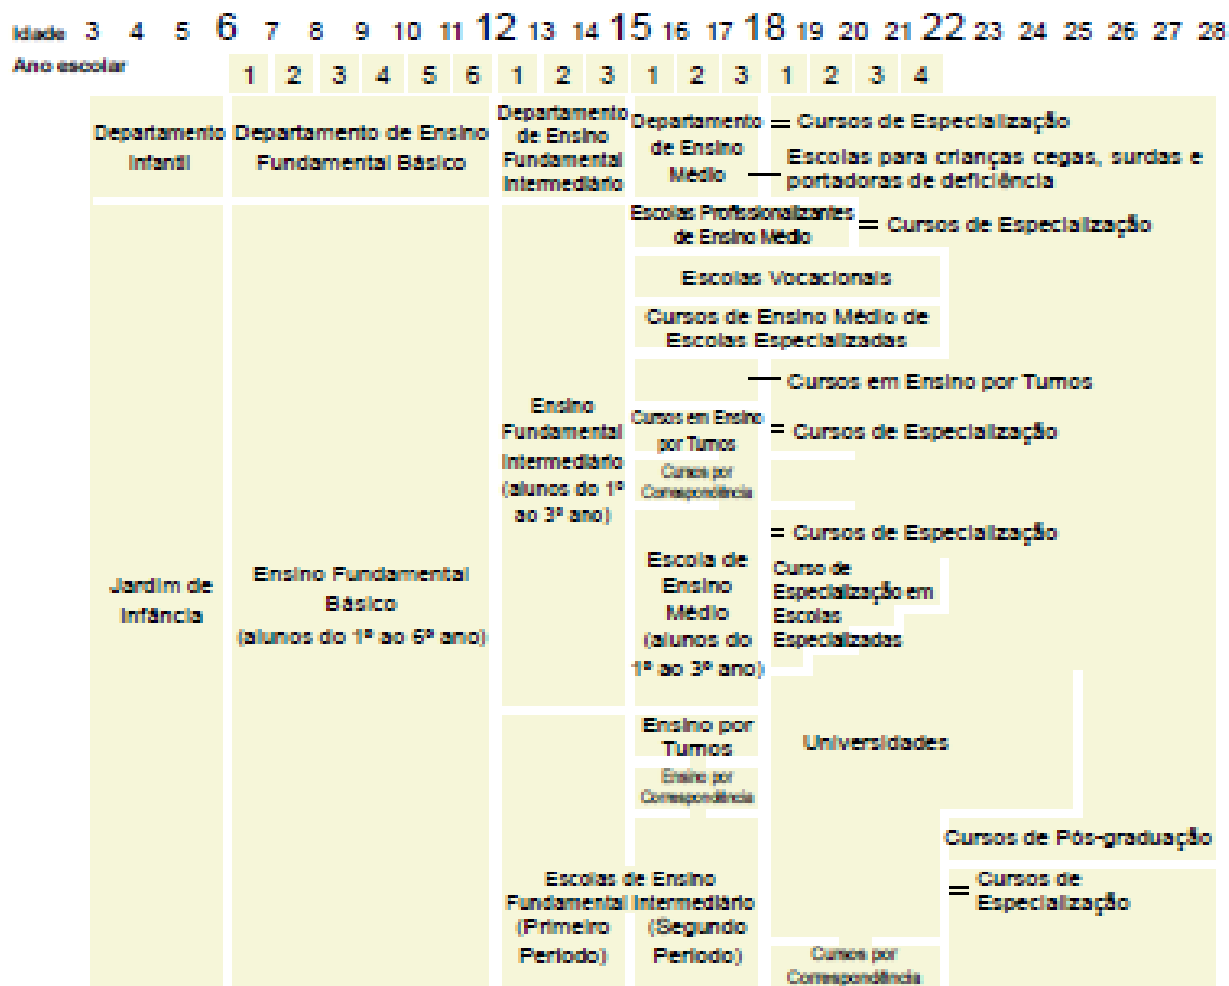 Idade 3 4 5 6 7 8 9 10 11 12 13 14 15 16 17 18 19 20 21 22 23 24 25 26 27 28
Ano escolar 1 2 3 4 5 6 1 2 3 1 2 3 1 2 3 4
Departamento
Infantil
Departamento de Ensino
Fundamental Básico
Departamento
de Ensino
Fundamental
Intermediário
Departamento
de Ensino
Médio
= Cursos de Especialização
Escolas para crianças cegas, surdas e
portadoras de deficiência
Escolas Profissionalizantes
de Ensino Médio
= Cursos de Especialização
Escolas Vocacionais
Cursos de Ensino Médio de
Escolas Especializadas
Cursos em Ensino por Turnos
Jardim de
Infância
Ensino Fundamental
Básico
(alunos do 1º ao 6º ano)
Ensino
Fundamental
Intermediário
(alunos do 1º
ao 3º ano)
Cursos em Ensino
por Turnos
= Cursos de Especialização
Cursos por
Correspondência
= Cursos de Especialização
Escola de
Ensino
Médio
(alunos do
1º ao 3º ano)
Curso de
Especialização em
Escolas
Especializadas
Ensino por
Turnos
Universidades
Ensino por
Correspondência
Cursos de Pós-graduação
Escolas de Ensino
Fundamental Intermediário
(Primeiro
Período)
(Segundo
Período)
= Cursos de
Especialização
Cursos por
Correspondência